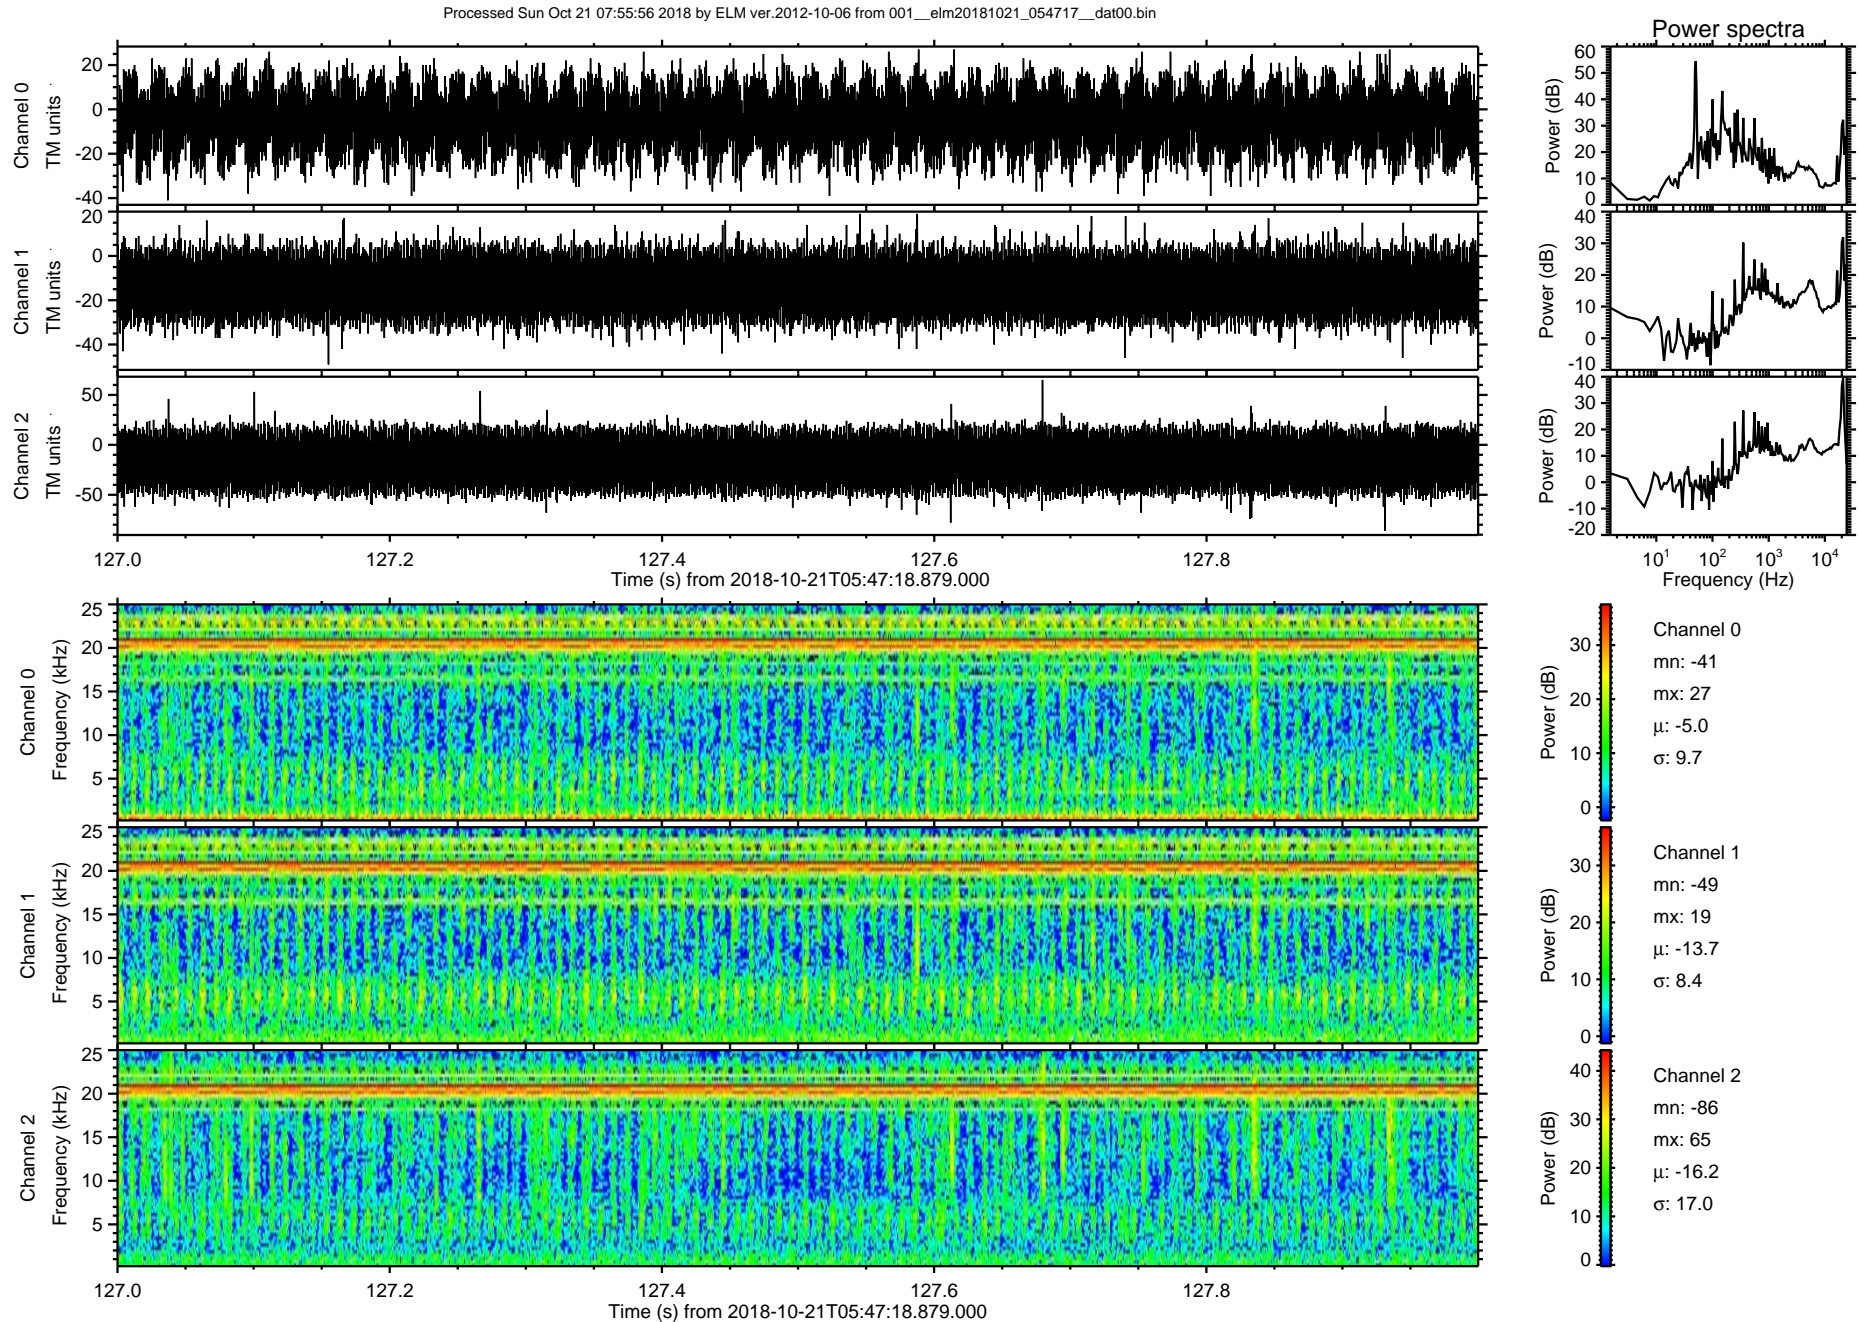 Processed Sun Oct 21 07:55:56 2018 by ELM ver.2012-10-06 from 001__elm20181021_054717__dat00.bin
Power spectra
Channel 0
TM units
20
0
-20
-40
Power (dB)
60
50
40
30
20
10
0
Channel 1
TM units
20
0
-20
-40
Power (dB)
40
30
20
10
0
-10
Channel 2
TM units
50
0
-50
Power (dB)
40
30
20
10
0
-10
-20
127.0 127.2 127.4 127.6 127.8
Time (s) from 2018-10-21T05:47:18.879.000
10^1 10^2 10^3 10^4
Frequency (Hz)
Channel 0
Frequency (kHz)
25
20
15
10
5
Power (dB)
30
20
10
0
Channel 0
mn: -41
mx: 27
μ: -5.0
σ: 9.7
Channel 1
Frequency (kHz)
25
20
15
10
5
Power (dB)
30
20
10
0
Channel 1
mn: -49
mx: 19
μ: -13.7
σ: 8.4
Channel 2
Frequency (kHz)
25
20
15
10
5
Power (dB)
40
30
20
10
0
Channel 2
mn: -86
mx: 65
μ: -16.2
σ: 17.0
127.0 127.2 127.4 127.6 127.8
Time (s) from 2018-10-21T05:47:18.879.000